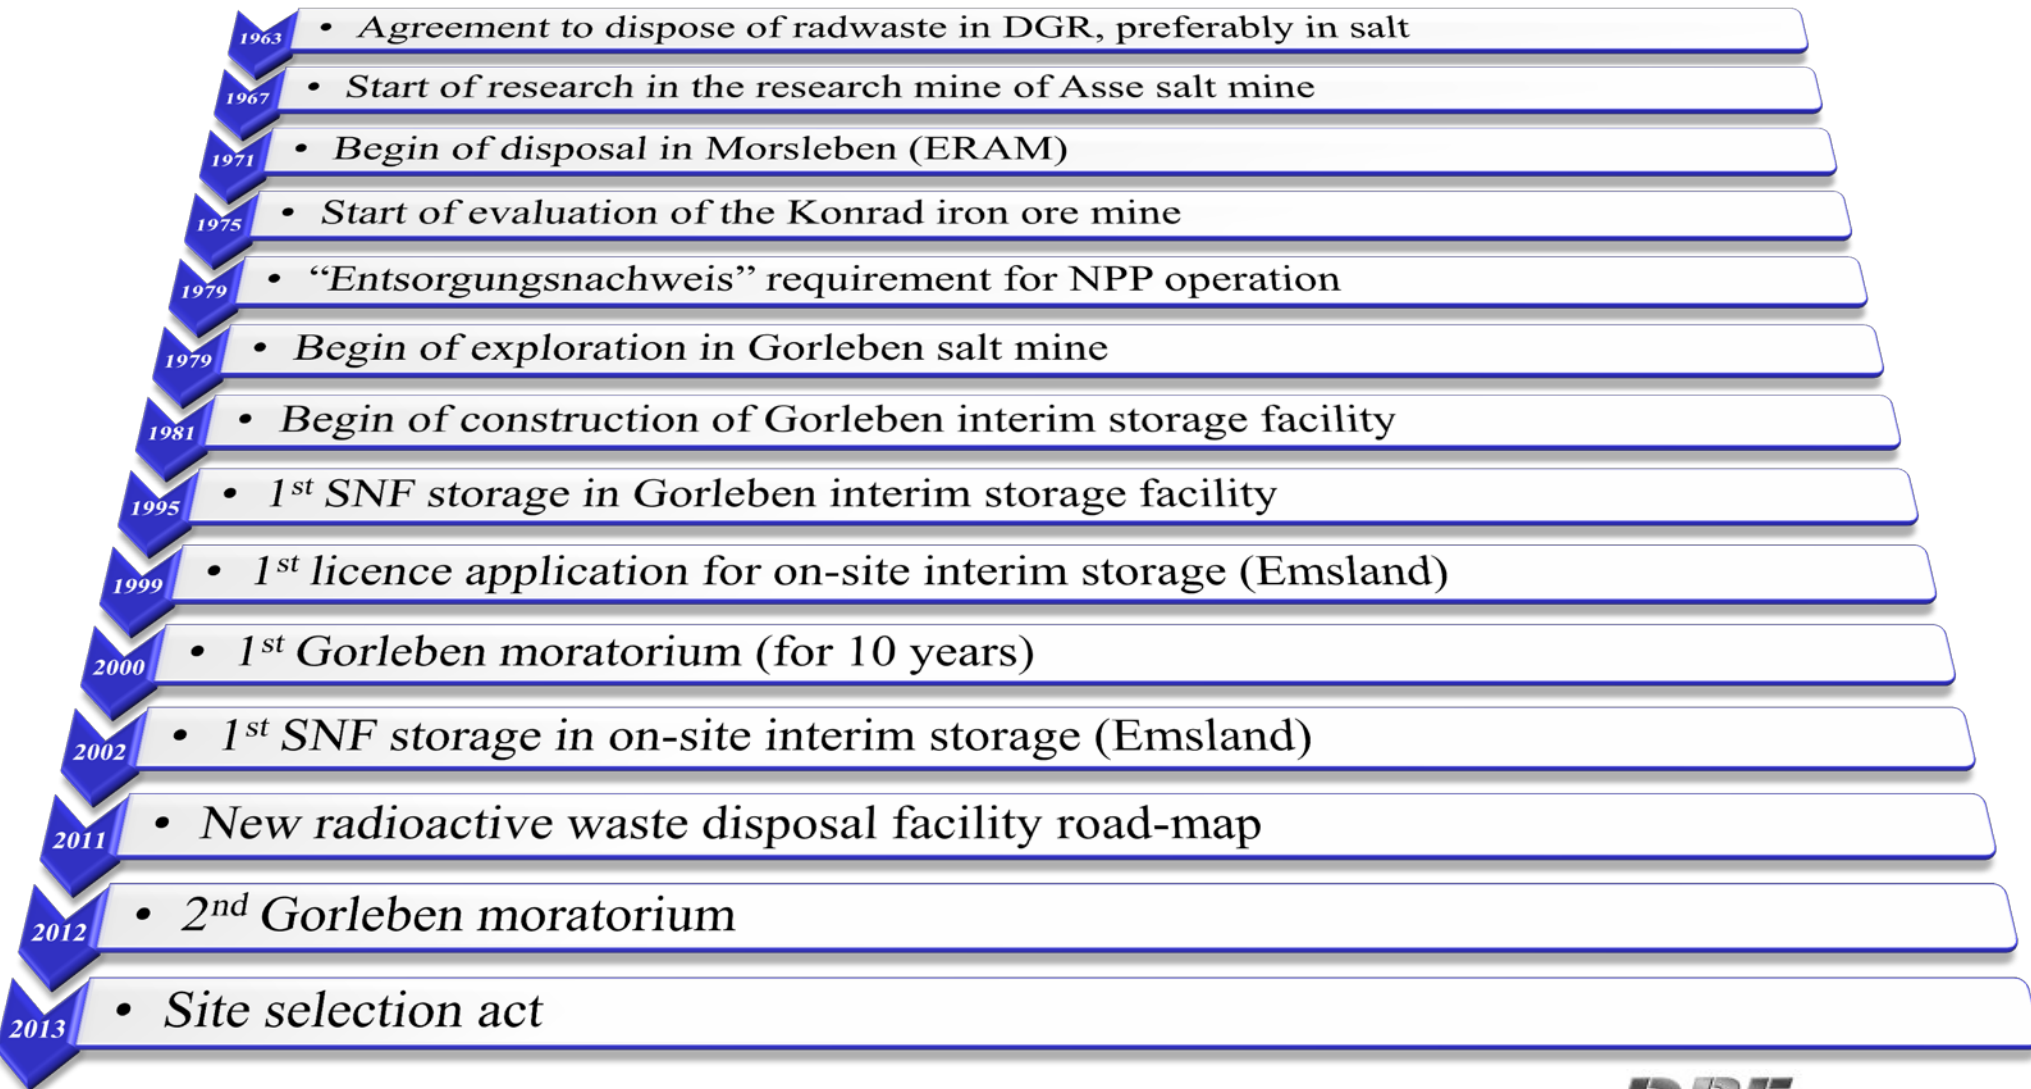 1963 • Agreement to dispose of radwaste in DGR, preferably in salt
1967 • Start of research in the research mine of Asse salt mine
1971 • Begin of disposal in Morsleben (ERAM)
1975 • Start of evaluation of the Konrad iron ore mine
1979 • “Entsorgungsnachweis” requirement for NPP operation
1979 • Begin of exploration in Gorleben salt mine
1981 • Begin of construction of Gorleben interim storage facility
1995 • 1st SNF storage in Gorleben interim storage facility
1999 • 1st licence application for on-site interim storage (Emsland)
2000 • 1st Gorleben moratorium (for 10 years)
2002 • 1st SNF storage in on-site interim storage (Emsland)
2011 • New radioactive waste disposal facility road-map
2012 • 2nd Gorleben moratorium
2013 • Site selection act